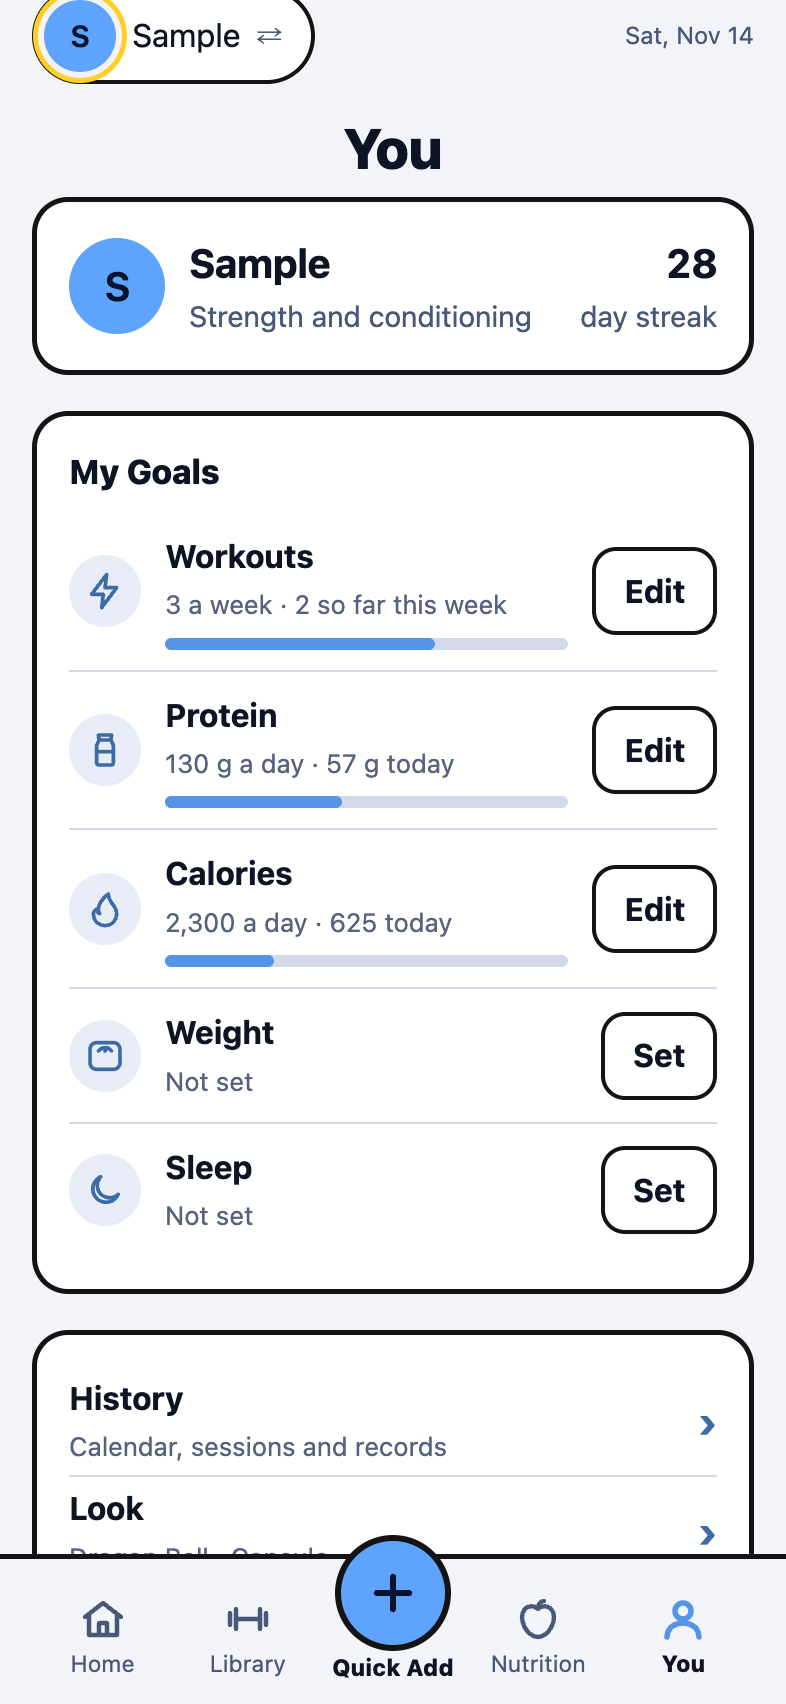 S Sample Sat, Nov 14
You
S
Sample 28
Strength and conditioning day streak
My Goals
Workouts
3 a week · 2 so far this week
Edit
Protein
130 g a day · 57 g today
Edit
Calories
2,300 a day · 625 today
Edit
Weight
Not set
Set
Sleep
Not set
Set
History
Calendar, sessions and records
Look
Home
Library
Quick Add
Nutrition
You